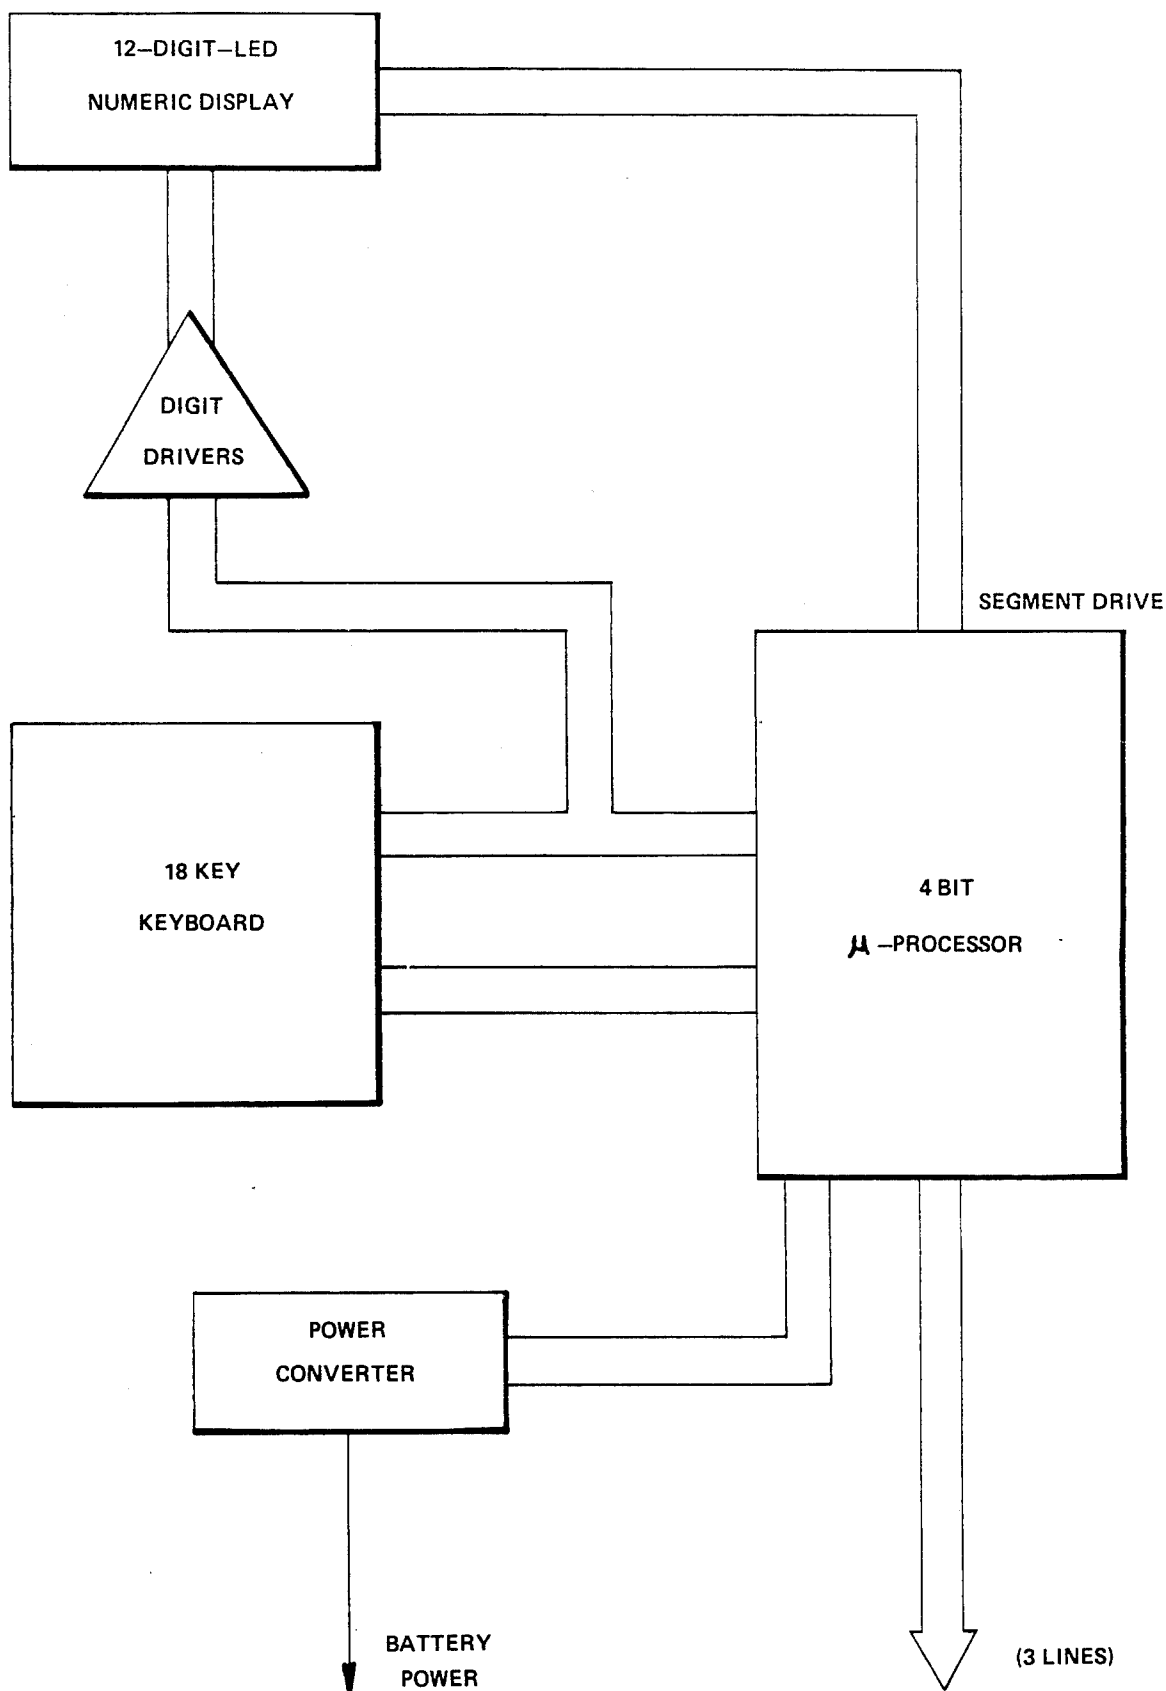 12–DIGIT–LED
NUMERIC DISPLAY
DIGIT
DRIVERS
SEGMENT DRIVE
18 KEY
KEYBOARD
4 BIT
μ–PROCESSOR
POWER
CONVERTER
BATTERY
POWER
(3 LINES)